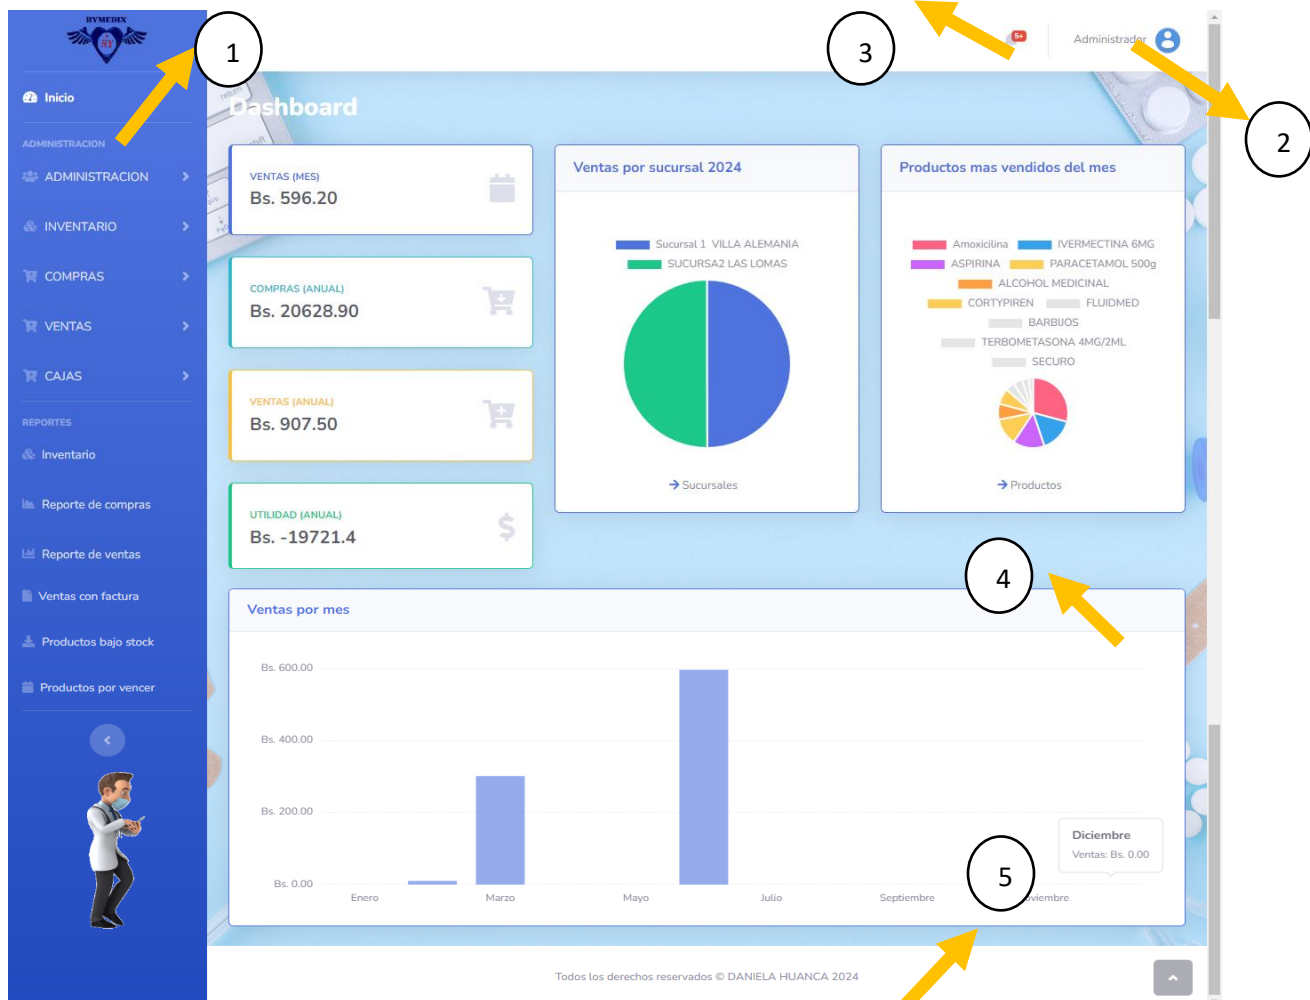 RYMEDIX
RY
1
3
5+
Administrador
2
Inicio
return
shift
Dashboard
ADMINISTRACION
ADMINISTRACION
INVENTARIO
COMPRAS
VENTAS
CAJAS
REPORTES
Inventario
Reporte de compras
Reporte de ventas
Ventas con factura
Productos bajo stock
Productos por vencer
VENTAS (MES)
Bs. 596.20
COMPRAS (ANUAL)
Bs. 20628.90
VENTAS (ANUAL)
Bs. 907.50
UTILIDAD (ANUAL)
Bs. -19721.4
Ventas por sucursal 2024
Sucursal 1 VILLA ALEMANIA
SUCURSA2 LAS LOMAS
Sucursales
Productos mas vendidos del mes
Amoxicilina IVERMECTINA 6MG
ASPIRINA PARACETAMOL 500g
ALCOHOL MEDICINAL
CORTYPIREN FLUIDMED
BARBIJOS
TERBOMETASONA 4MG/2ML
SECURO
Productos
4
Ventas por mes
Bs. 600.00
Bs. 400.00
Bs. 200.00
Bs. 0.00
Diciembre
Ventas: Bs. 0.00
5
Enero Marzo Mayo Julio Septiembre oviembre
Todos los derechos reservados © DANIELA HUANCA 2024